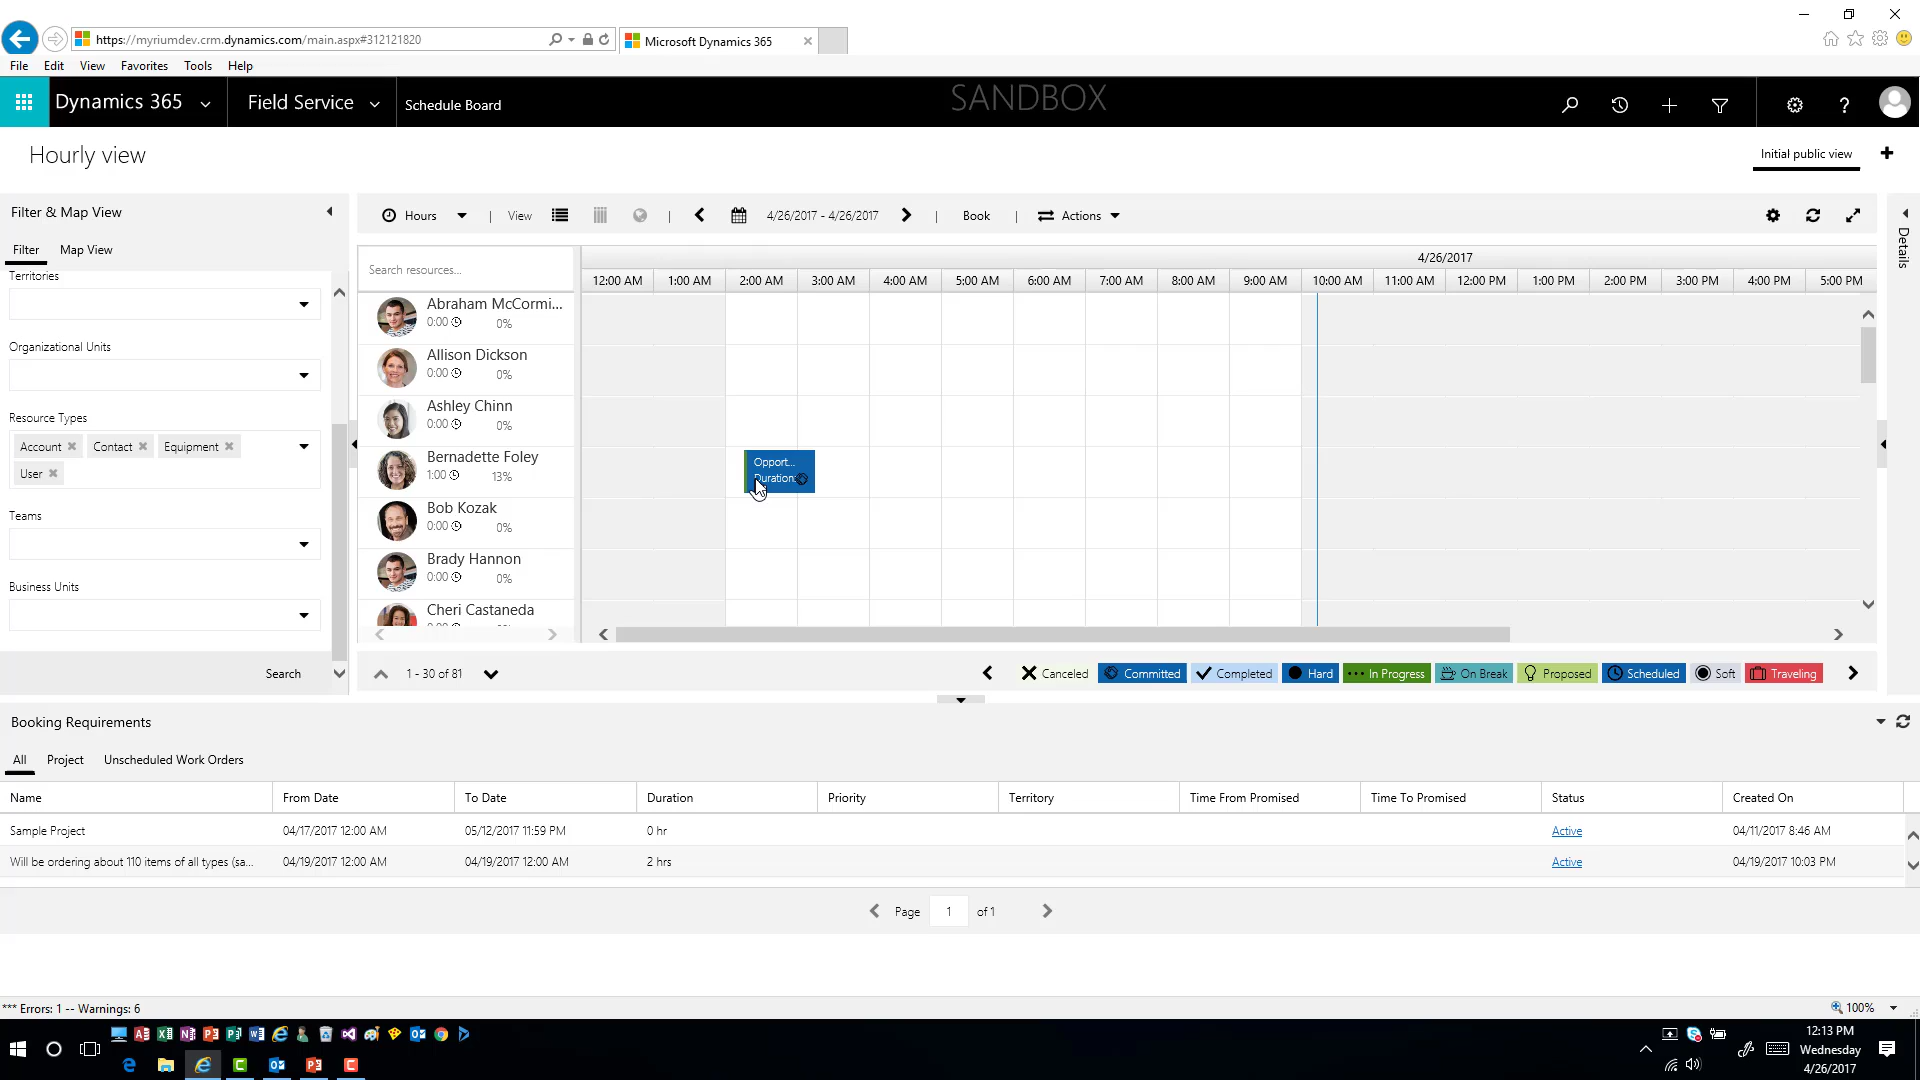 https://myriumdev.crm.dynamics.com/main.aspx#312121820
Microsoft Dynamics 365
File Edit View Favorites Tools Help
Dynamics 365 Field Service Schedule Board SANDBOX ?
Hourly view
Initial public view
Filter & Map View
Hours | View | 4/26/2017 - 4/26/2017 | Book | Actions
Details
Filter Map View
4/26/2017
Search resources...
12:00 AM 1:00 AM 2:00 AM 3:00 AM 4:00 AM 5:00 AM 6:00 AM 7:00 AM 8:00 AM 9:00 AM 10:00 AM 11:00 AM 12:00 PM 1:00 PM 2:00 PM 3:00 PM 4:00 PM 5:00 PM
Territories
Organizational Units
Resource Types
Account Contact Equipment
User
Teams
Business Units
Search
Abraham McCormi...
0:00 0%
Allison Dickson
0:00 0%
Ashley Chinn
0:00 0%
Bernadette Foley
1:00 13%
Opport...
Duration:
Bob Kozak
0:00 0%
Brady Hannon
0:00 0%
Cheri Castaneda
1 - 30 of 81
Canceled Committed Completed Hard In Progress On Break Proposed Scheduled Soft Traveling
Booking Requirements
All Project Unscheduled Work Orders
Name From Date To Date Duration Priority Territory Time From Promised Time To Promised Status Created On
Sample Project 04/17/2017 12:00 AM 05/12/2017 11:59 PM 0 hr Active 04/11/2017 8:46 AM
Will be ordering about 110 items of all types (sa... 04/19/2017 12:00 AM 04/19/2017 12:00 AM 2 hrs Active 04/19/2017 10:03 PM
Page 1 of 1
*** Errors: 1 -- Warnings: 6
100%
12:13 PM
Wednesday
4/26/2017